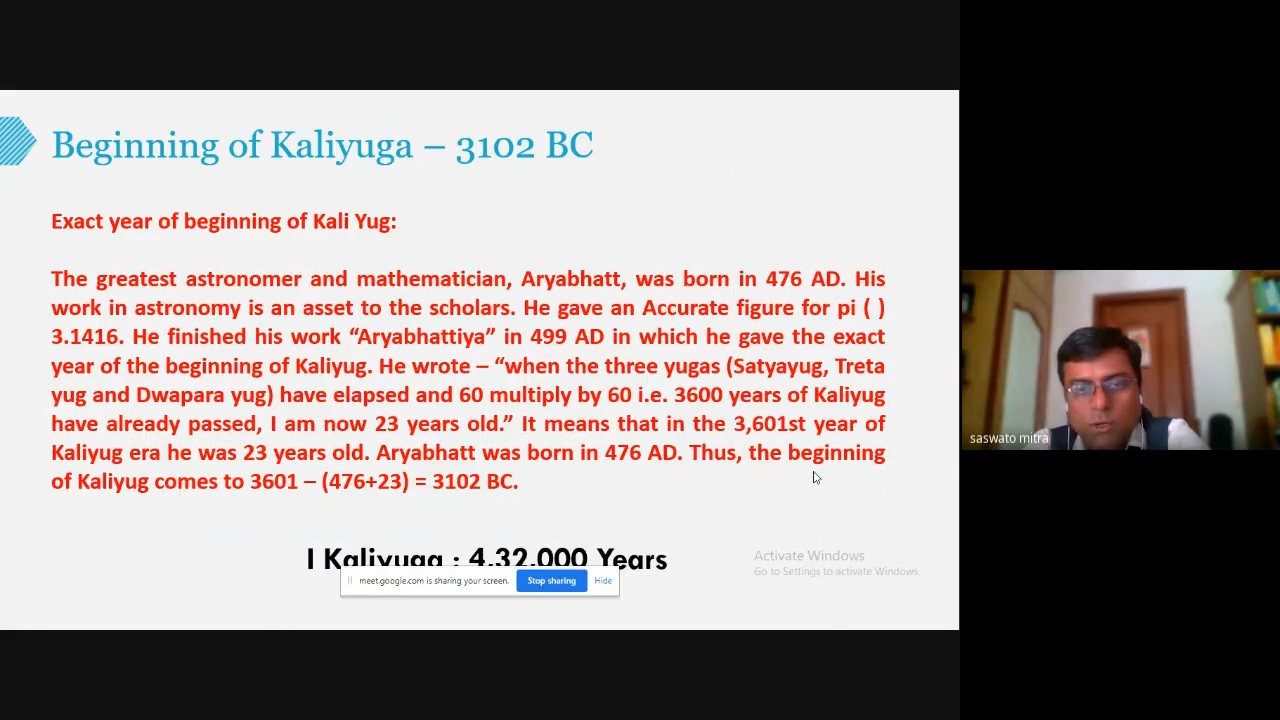 Beginning of Kaliyuga – 3102 BC
Exact year of beginning of Kali Yug:
The greatest astronomer and mathematician, Aryabhatt, was born in 476 AD. His
work in astronomy is an asset to the scholars. He gave an Accurate figure for pi ( )
3.1416. He finished his work “Aryabhattiya” in 499 AD in which he gave the exact
year of the beginning of Kaliyug. He wrote – “when the three yugas (Satyayug, Treta
yug and Dwapara yug) have elapsed and 60 multiply by 60 i.e. 3600 years of Kaliyug
have already passed, I am now 23 years old.” It means that in the 3,601st year of
Kaliyug era he was 23 years old. Aryabhatt was born in 476 AD. Thus, the beginning
of Kaliyug comes to 3601 – (476+23) = 3102 BC.
I Kaliyuga : 4,32,000 Years
Activate Windows
Go to Settings to activate Windows.
meet.google.com is sharing your screen. Stop sharing Hide
saswato mitra